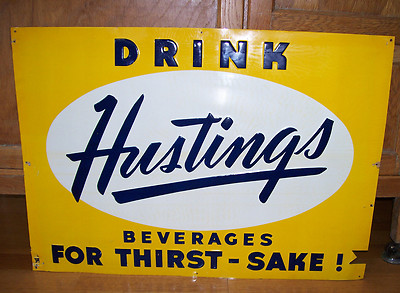 DRINK
Hustings
BEVERAGES
FOR THIRST-SAKE!